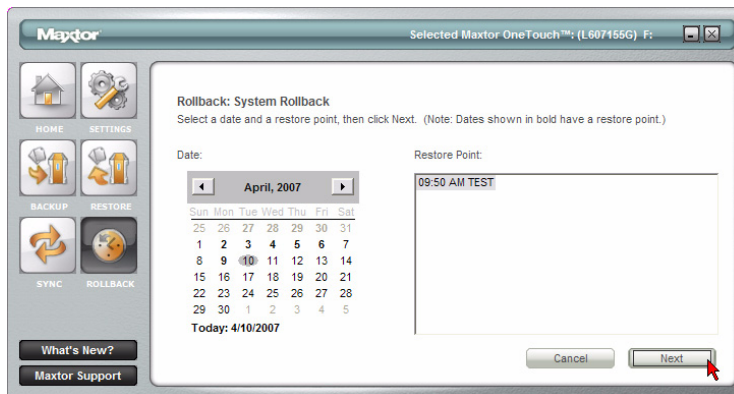 Maxtor
Selected Maxtor OneTouch™: (L607155G) F:
HOME SETTINGS
BACKUP RESTORE
SYNC ROLLBACK
What's New?
Maxtor Support
Rollback: System Rollback
Select a date and a restore point, then click Next. (Note: Dates shown in bold have a restore point.)
Date:
April, 2007
Sun Mon Tue Wed Thu Fri Sat
25 26 27 28 29 30 31
1 2 3 4 5 6 7
8 9 10 11 12 13 14
15 16 17 18 19 20 21
22 23 24 25 26 27 28
29 30 1 2 3 4 5
Today: 4/10/2007
Restore Point:
09:50 AM TEST
Cancel
Next